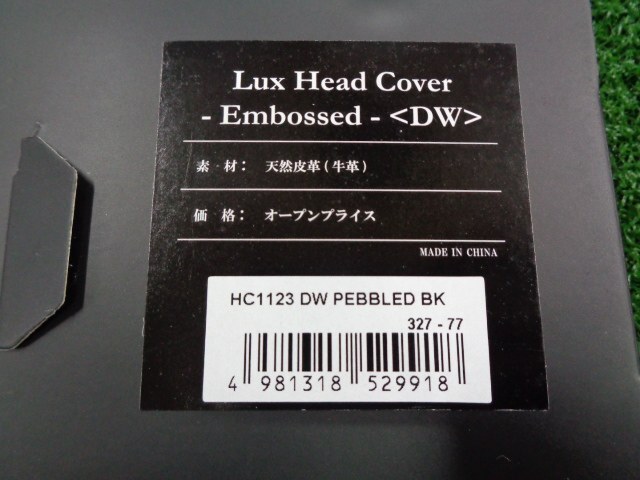 Lux Head Cover
- Embossed - <DW>
素　材：　天然皮革(牛革)
価　格：　オープンプライス
MADE IN CHINA
HC1123 DW PEBBLED BK
327 - 77
4 981318 529918